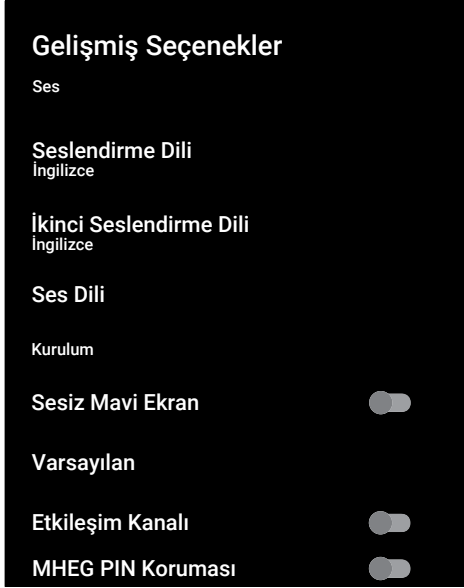 Gelişmiş Seçenekler
Ses
Seslendirme Dili
İngilizce
İkinci Seslendirme Dili
İngilizce
Ses Dili
Kurulum
Sesiz Mavi Ekran
Varsayılan
Etkileşim Kanalı
MHEG PIN Koruması